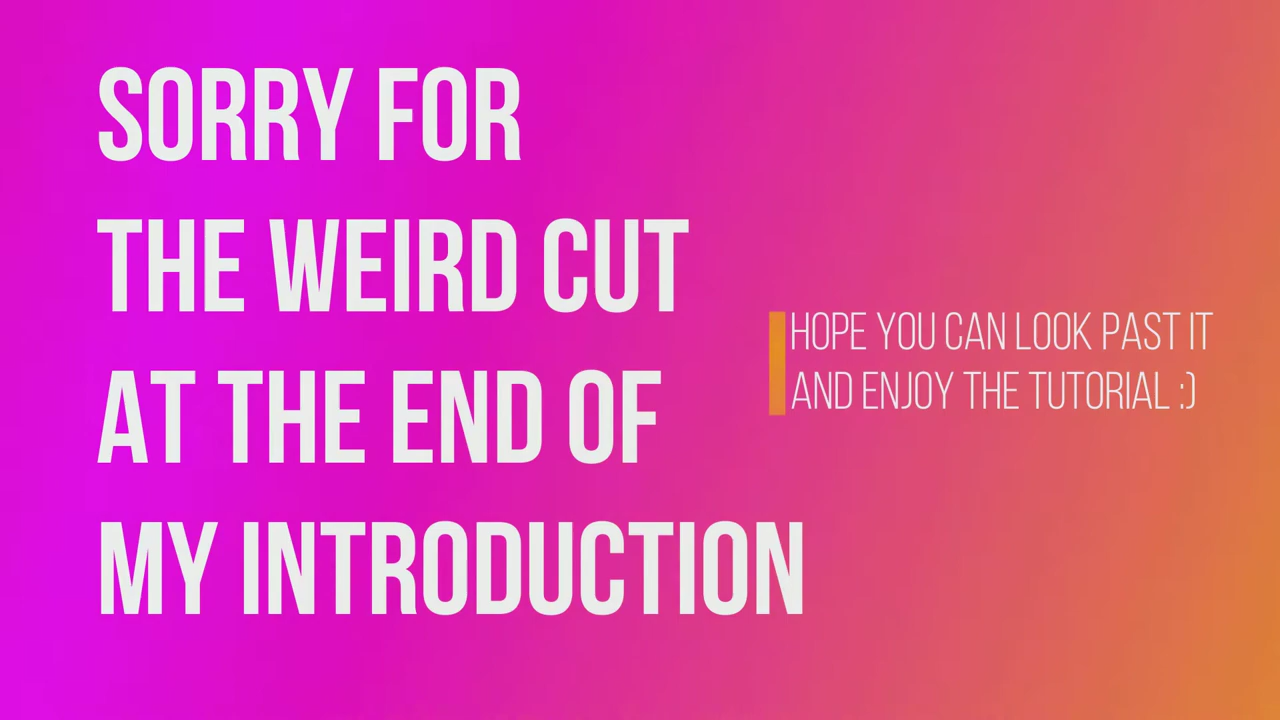 SORRY FOR
THE WEIRD CUT
AT THE END OF
MY INTRODUCTION
HOPE YOU CAN LOOK PAST IT
AND ENJOY THE TUTORIAL :)